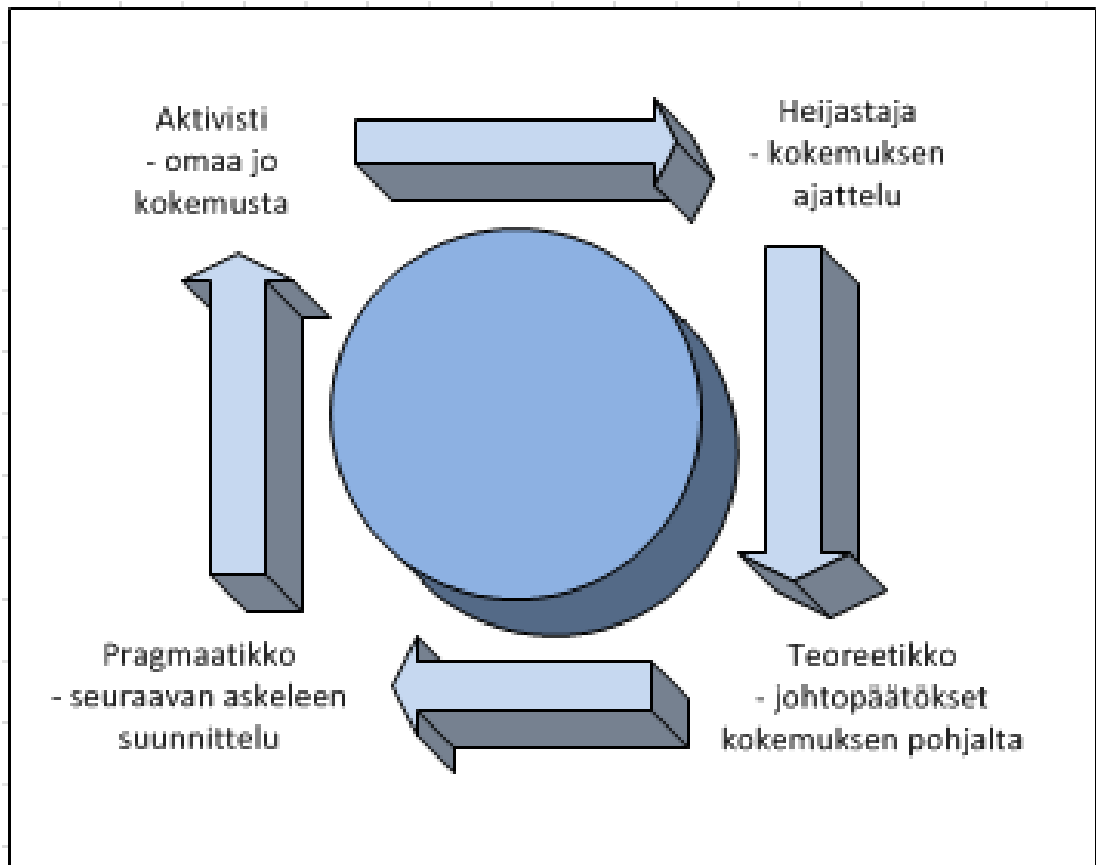 Aktivisti
- omaa jo
kokemusta
Heijastaja
- kokemuksen
ajattelu
Pragmaatikko
- seuraavan askeleen
suunnittelu
Teoreetikko
- johtopäätökset
kokemuksen pohjalta